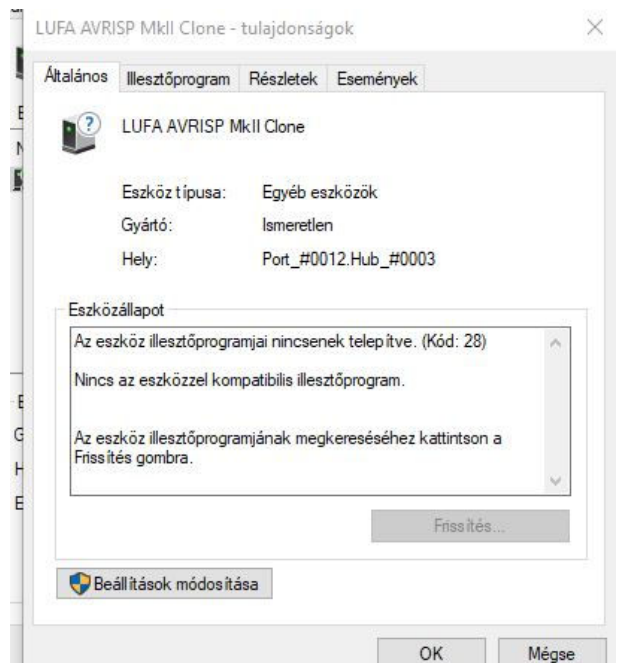 LUFA AVRISP MkII Clone - tulajdonságok
Általános Illesztőprogram Részletek Események
LUFA AVRISP MkII Clone
Eszköz típusa: Egyéb eszközök
Gyártó: Ismeretlen
Hely: Port_#0012.Hub_#0003
Eszközállapot
Az eszköz illesztőprogramjai nincsenek telepítve. (Kód: 28)
Nincs az eszközzel kompatibilis illesztőprogram.
Az eszköz illesztőprogramjának megkereséséhez kattintson a
Frissítés gombra.
Frissítés...
Beállítások módosítása
OK Mégse